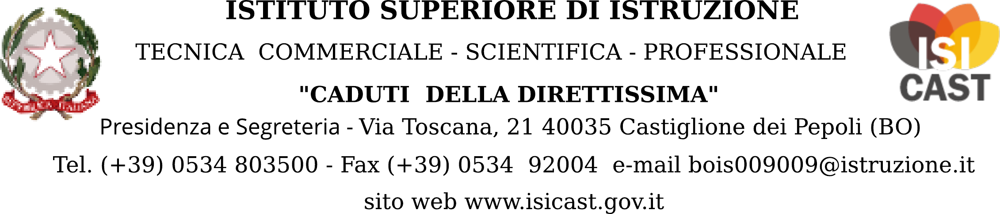 ISTITUTO SUPERIORE DI ISTRUZIONE
TECNICA  COMMERCIALE - SCIENTIFICA - PROFESSIONALE
"CADUTI  DELLA DIRETTISSIMA"
Presidenza e Segreteria - Via Toscana, 21 40035 Castiglione dei Pepoli (BO)
Tel. (+39) 0534 803500 - Fax (+39) 0534  92004  e-mail bois009009@istruzione.it
sito web www.isicast.gov.it
ISI
CAST